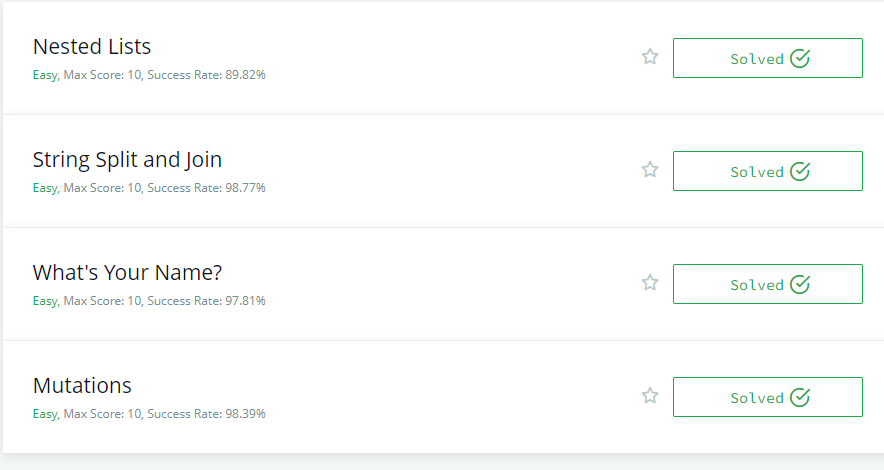 Nested Lists
Easy, Max Score: 10, Success Rate: 89.82%
Solved
String Split and Join
Easy, Max Score: 10, Success Rate: 98.77%
Solved
What's Your Name?
Easy, Max Score: 10, Success Rate: 97.81%
Solved
Mutations
Easy, Max Score: 10, Success Rate: 98.39%
Solved